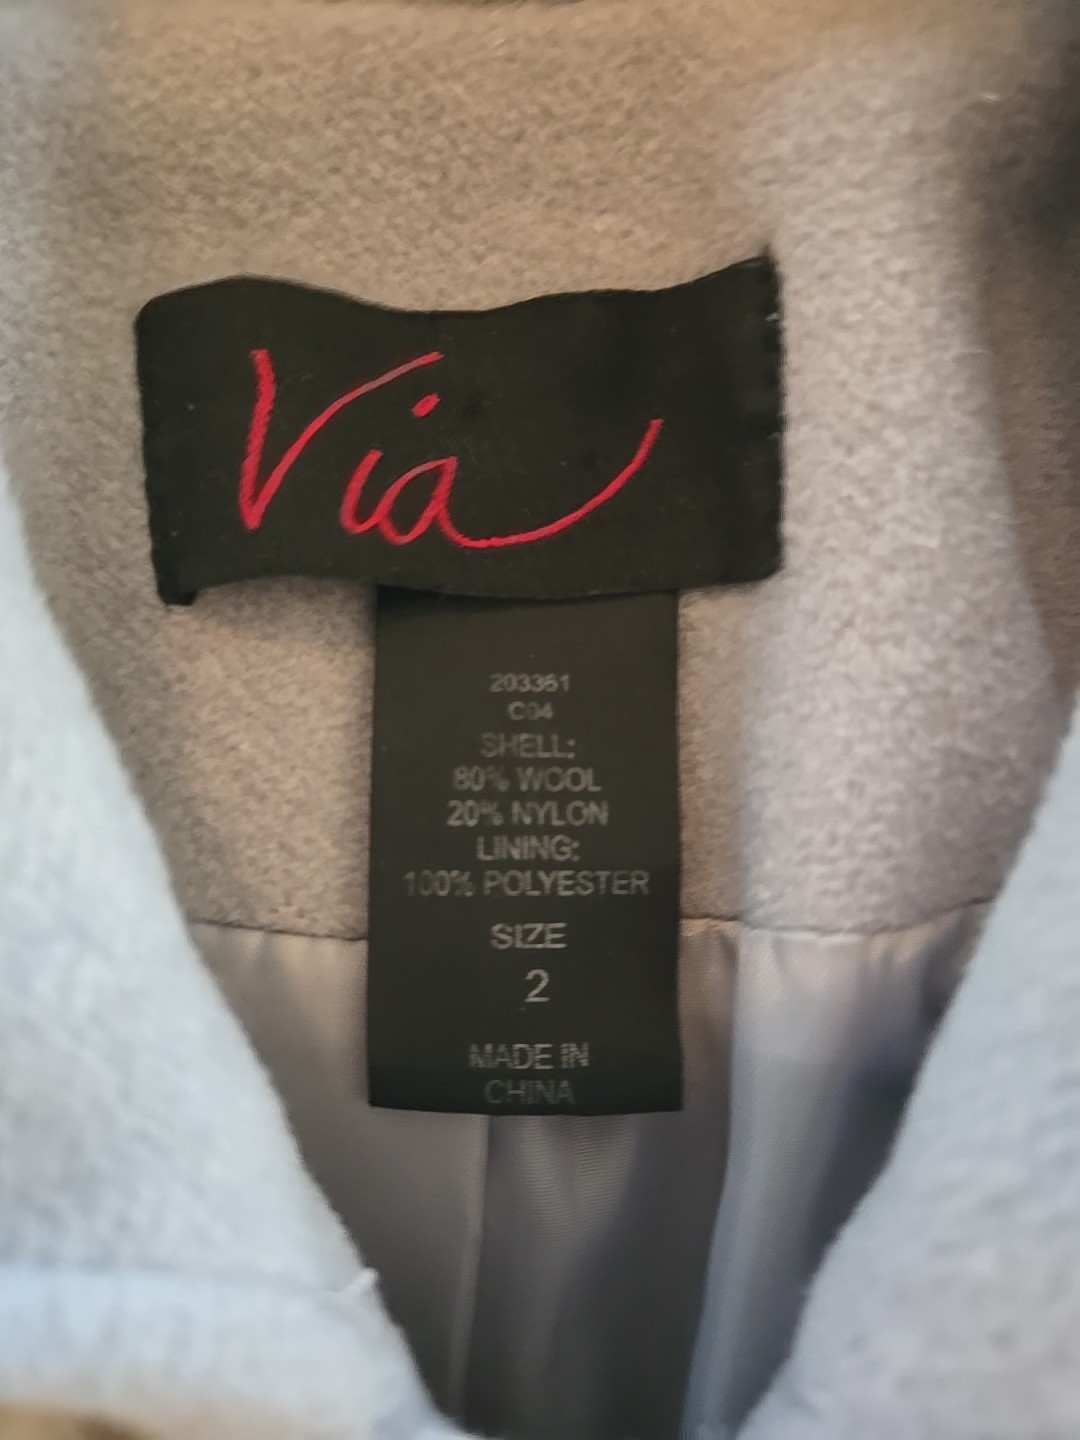 Via
203361
C04
SHELL:
80% WOOL
20% NYLON
LINING:
100% POLYESTER
SIZE
2
MADE IN
CHINA